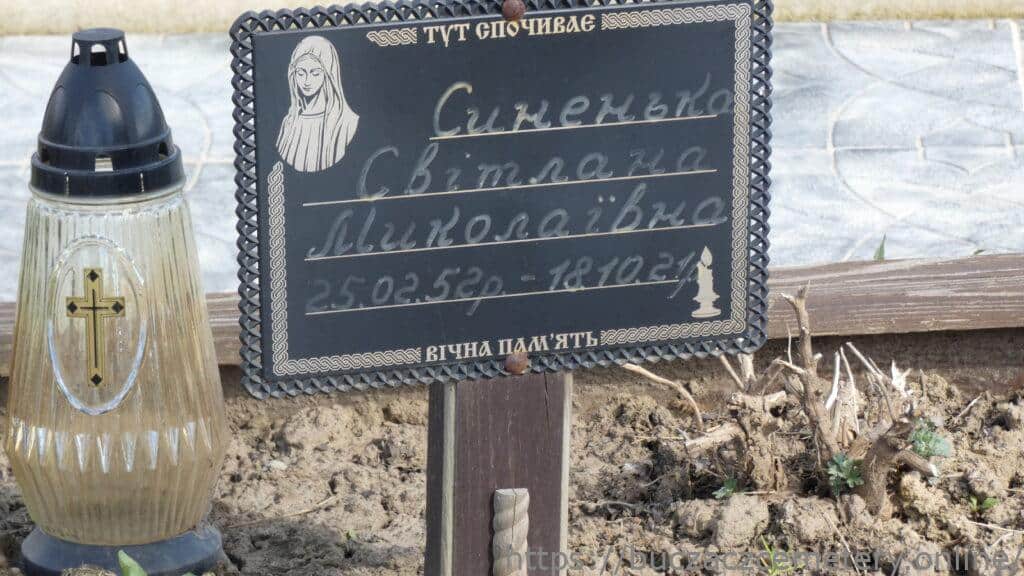 ТУТ СПОЧИВАЄ
Синенька
Світлана
Миколаївна
25.02.52р - 18.10.21р
ВІЧНА ПАМ'ЯТЬ
https://buczaczcemetery.online/